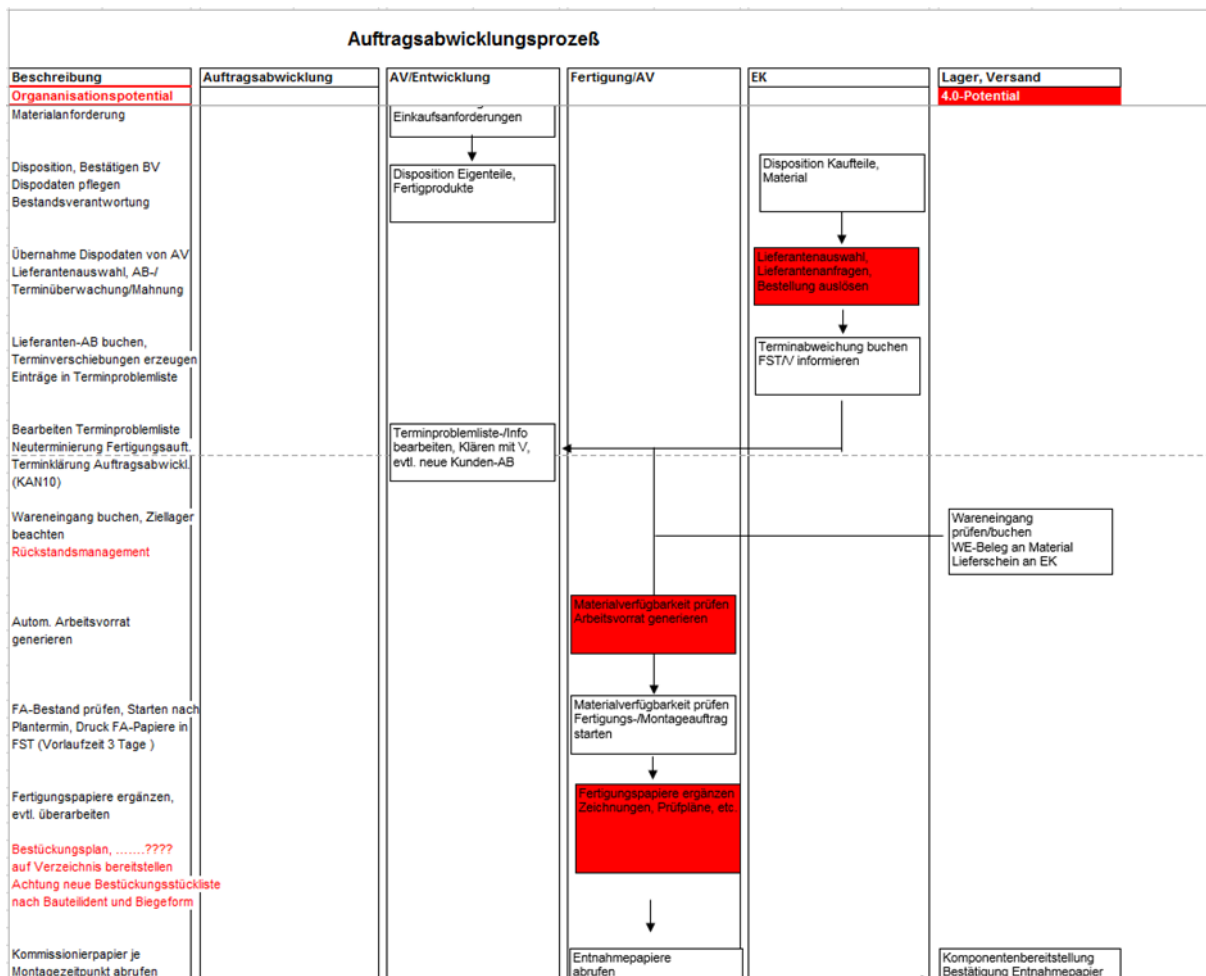 Auftragsabwicklungsprozeß
Beschreibung
Auftragsabwicklung
AV/Entwicklung
Fertigung/AV
EK
Lager, Versand
Organanisationspotential
4.0-Potential
Materialanforderung
Einkaufsanforderungen
Disposition, Bestätigen BV
Dispodaten pflegen
Bestandsverantwortung
Disposition Eigenteile,
Fertigprodukte
Disposition Kaufteile,
Material
Übernahme Dispodaten von AV
Lieferantenauswahl, AB-/
Terminüberwachung/Mahnung
Lieferantenauswahl,
Lieferantenanfragen,
Bestellung auslösen
Lieferanten-AB buchen,
Terminverschiebungen erzeugen
Einträge in Terminproblemliste
Terminabweichung buchen
FST/V informieren
Bearbeiten Terminproblemliste
Neuterminierung Fertigungsauft.
Terminklärung Auftragsabwickl.
(KAN10)
Terminproblemliste-/Info
bearbeiten, Klären mit V,
evtl. neue Kunden-AB
Wareneingang buchen, Ziellager
beachten
Rückstandsmanagement
Wareneingang
prüfen/buchen
WE-Beleg an Material
Lieferschein an EK
Autom. Arbeitsvorrat
generieren
Materialverfügbarkeit prüfen
Arbeitsvorrat generieren
FA-Bestand prüfen, Starten nach
Plantermin, Druck FA-Papiere in
FST (Vorlaufzeit 3 Tage )
Materialverfügbarkeit prüfen
Fertigungs-/Montageauftrag
starten
Fertigungspapiere ergänzen,
evtl. überarbeiten
Fertigungspapiere ergänzen
Zeichnungen, Prüfpläne, etc.
Bestückungsplan, .......????
auf Verzeichnis bereitstellen
Achtung neue Bestückungsstückliste
nach Bauteilident und Biegeform
Kommissionierpapier je
Montagezeitpunkt abrufen
Entnahmepapiere
abrufen
Komponentenbereitstellung
Bestätigung Entnahmepapier